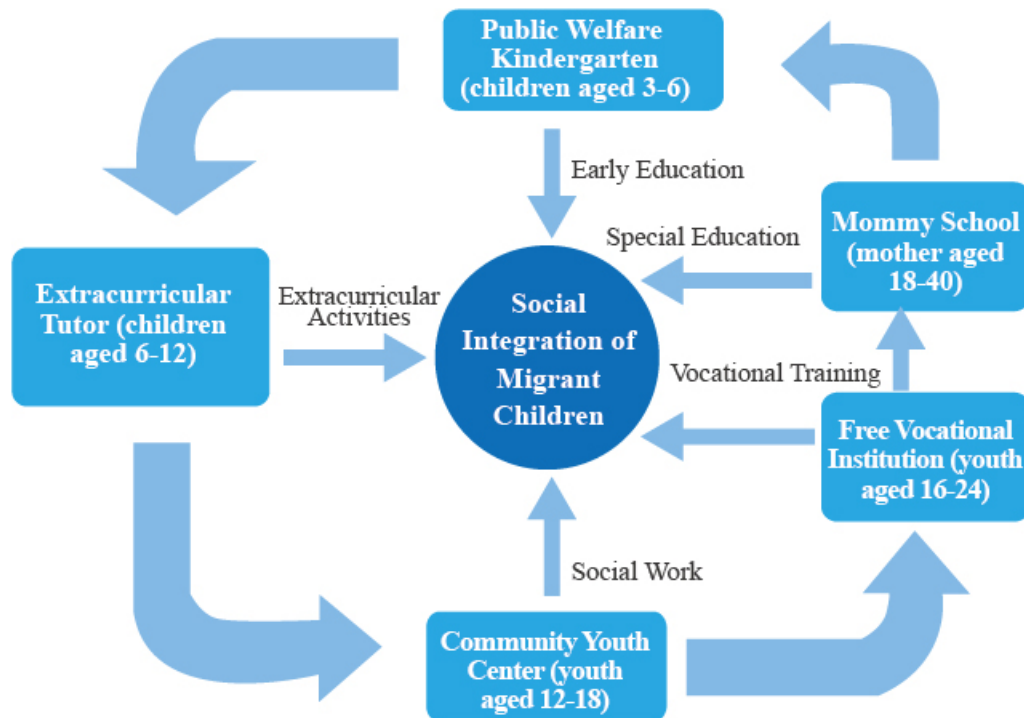 Public Welfare
Kindergarten
(children aged 3-6)
Early Education
Special Education
Mommy School
(mother aged
18-40)
Extracurricular
Tutor (children
aged 6-12)
Extracurricular
Activities
Social
Integration of
Migrant
Children
Vocational Training
Free Vocational
Institution (youth
aged 16-24)
Social Work
Community Youth
Center (youth
aged 12-18)